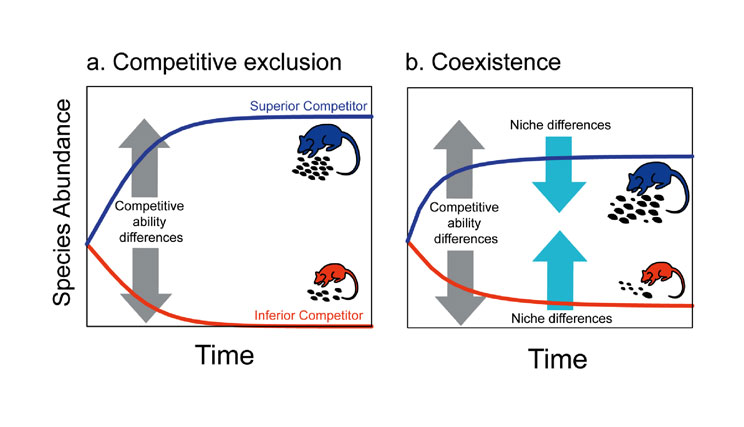 a. Competitive exclusion
Species Abundance
Superior Competitor
Competitive
ability
differences
Inferior Competitor
Time
b. Coexistence
Niche differences
Competitive
ability
differences
Niche differences
Time